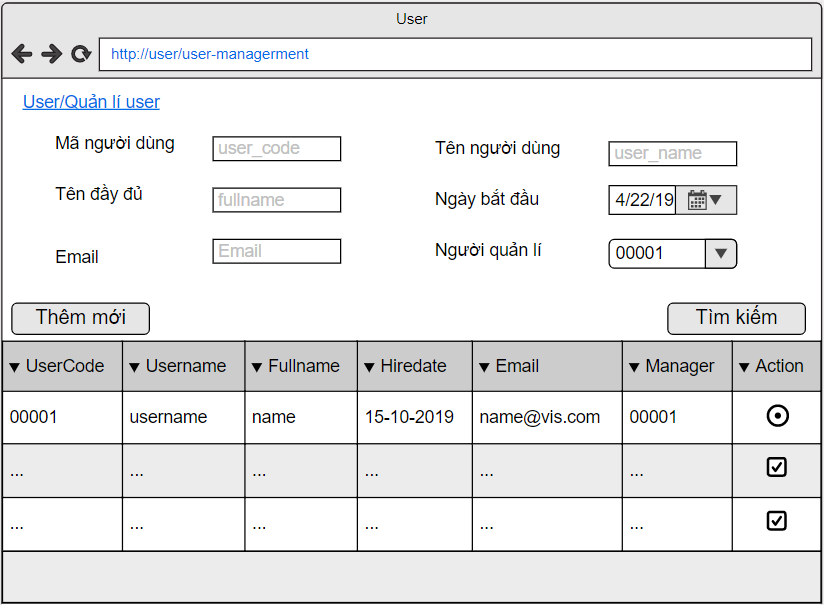 User
http://user/user-managerment
User/Quản lí user
Mã người dùng user_code Tên người dùng user_name
Tên đầy đủ fullname Ngày bắt đầu 4/22/19
Email Email Người quản lí 00001
Thêm mới Tìm kiếm
UserCode Username Fullname Hiredate Email Manager Action
00001 username name 15-10-2019 name@vis.com 00001
... ... ... ... ... ...
... ... ... ... ... ...